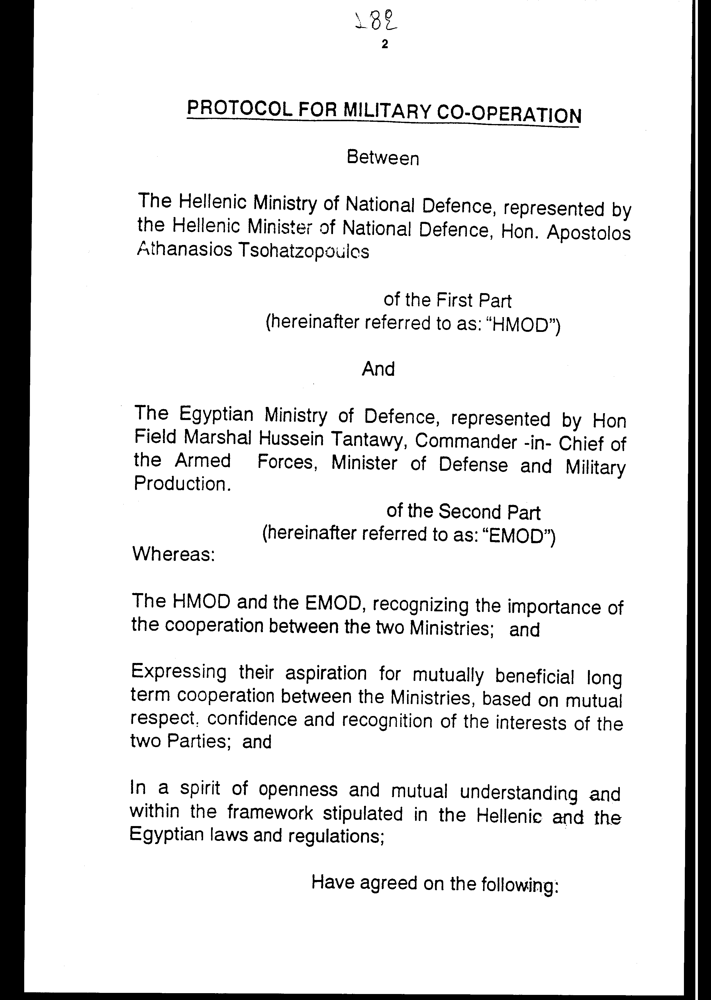 182
2
PROTOCOL FOR MILITARY CO-OPERATION
Between
The Hellenic Ministry of National Defence, represented by
the Hellenic Minister of National Defence, Hon. Apostolos
Athanasios Tsohatzopoulos
of the First Part
(hereinafter referred to as: “HMOD”)
And
The Egyptian Ministry of Defence, represented by Hon
Field Marshal Hussein Tantawy, Commander -in- Chief of
the Armed Forces, Minister of Defense and Military
Production.
of the Second Part
(hereinafter referred to as: “EMOD”)
Whereas:
The HMOD and the EMOD, recognizing the importance of
the cooperation between the two Ministries; and
Expressing their aspiration for mutually beneficial long
term cooperation between the Ministries, based on mutual
respect, confidence and recognition of the interests of the
two Parties; and
In a spirit of openness and mutual understanding and
within the framework stipulated in the Hellenic and the
Egyptian laws and regulations;
Have agreed on the following: